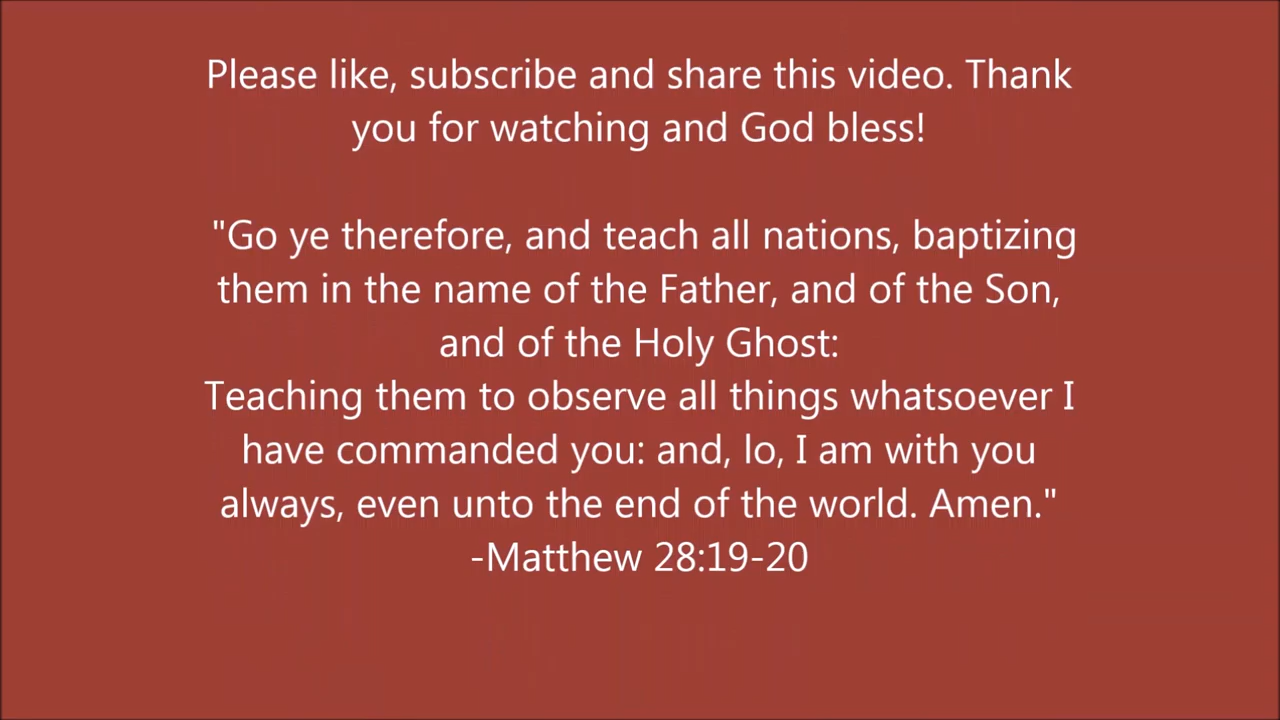 Please like, subscribe and share this video. Thank
you for watching and God bless!
"Go ye therefore, and teach all nations, baptizing
them in the name of the Father, and of the Son,
and of the Holy Ghost:
Teaching them to observe all things whatsoever I
have commanded you: and, lo, I am with you
always, even unto the end of the world. Amen."
-Matthew 28:19-20